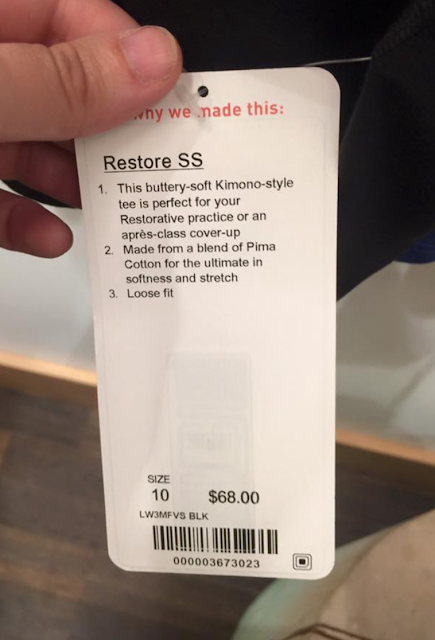 why we made this:
Restore SS
1. This buttery-soft Kimono-style
tee is perfect for your
Restorative practice or an
après-class cover-up
2. Made from a blend of Pima
Cotton for the ultimate in
softness and stretch
3. Loose fit
SIZE
10 $68.00
LW3MFVS BLK
000003673023